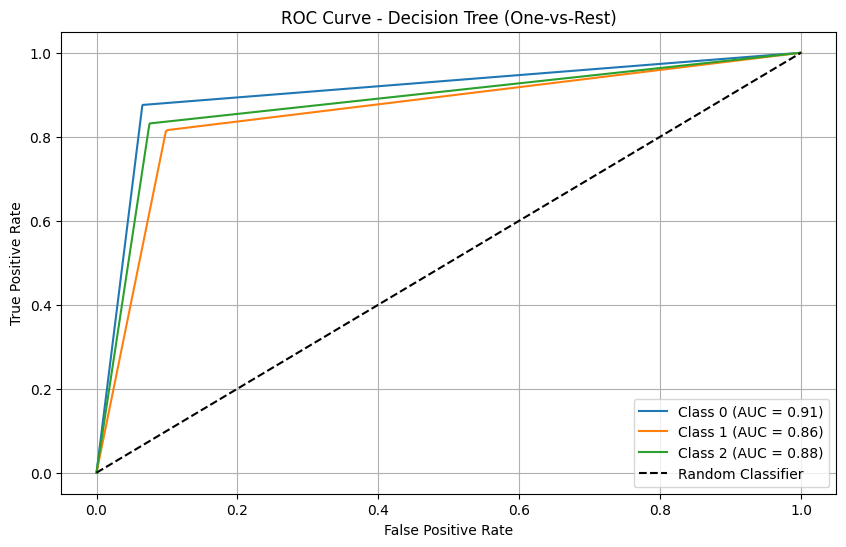 ROC Curve - Decision Tree (One-vs-Rest)
1.0
0.8
0.6
0.4
0.2
0.0
True Positive Rate
0.0 0.2 0.4 0.6 0.8 1.0
False Positive Rate
Class 0 (AUC = 0.91)
Class 1 (AUC = 0.86)
Class 2 (AUC = 0.88)
Random Classifier